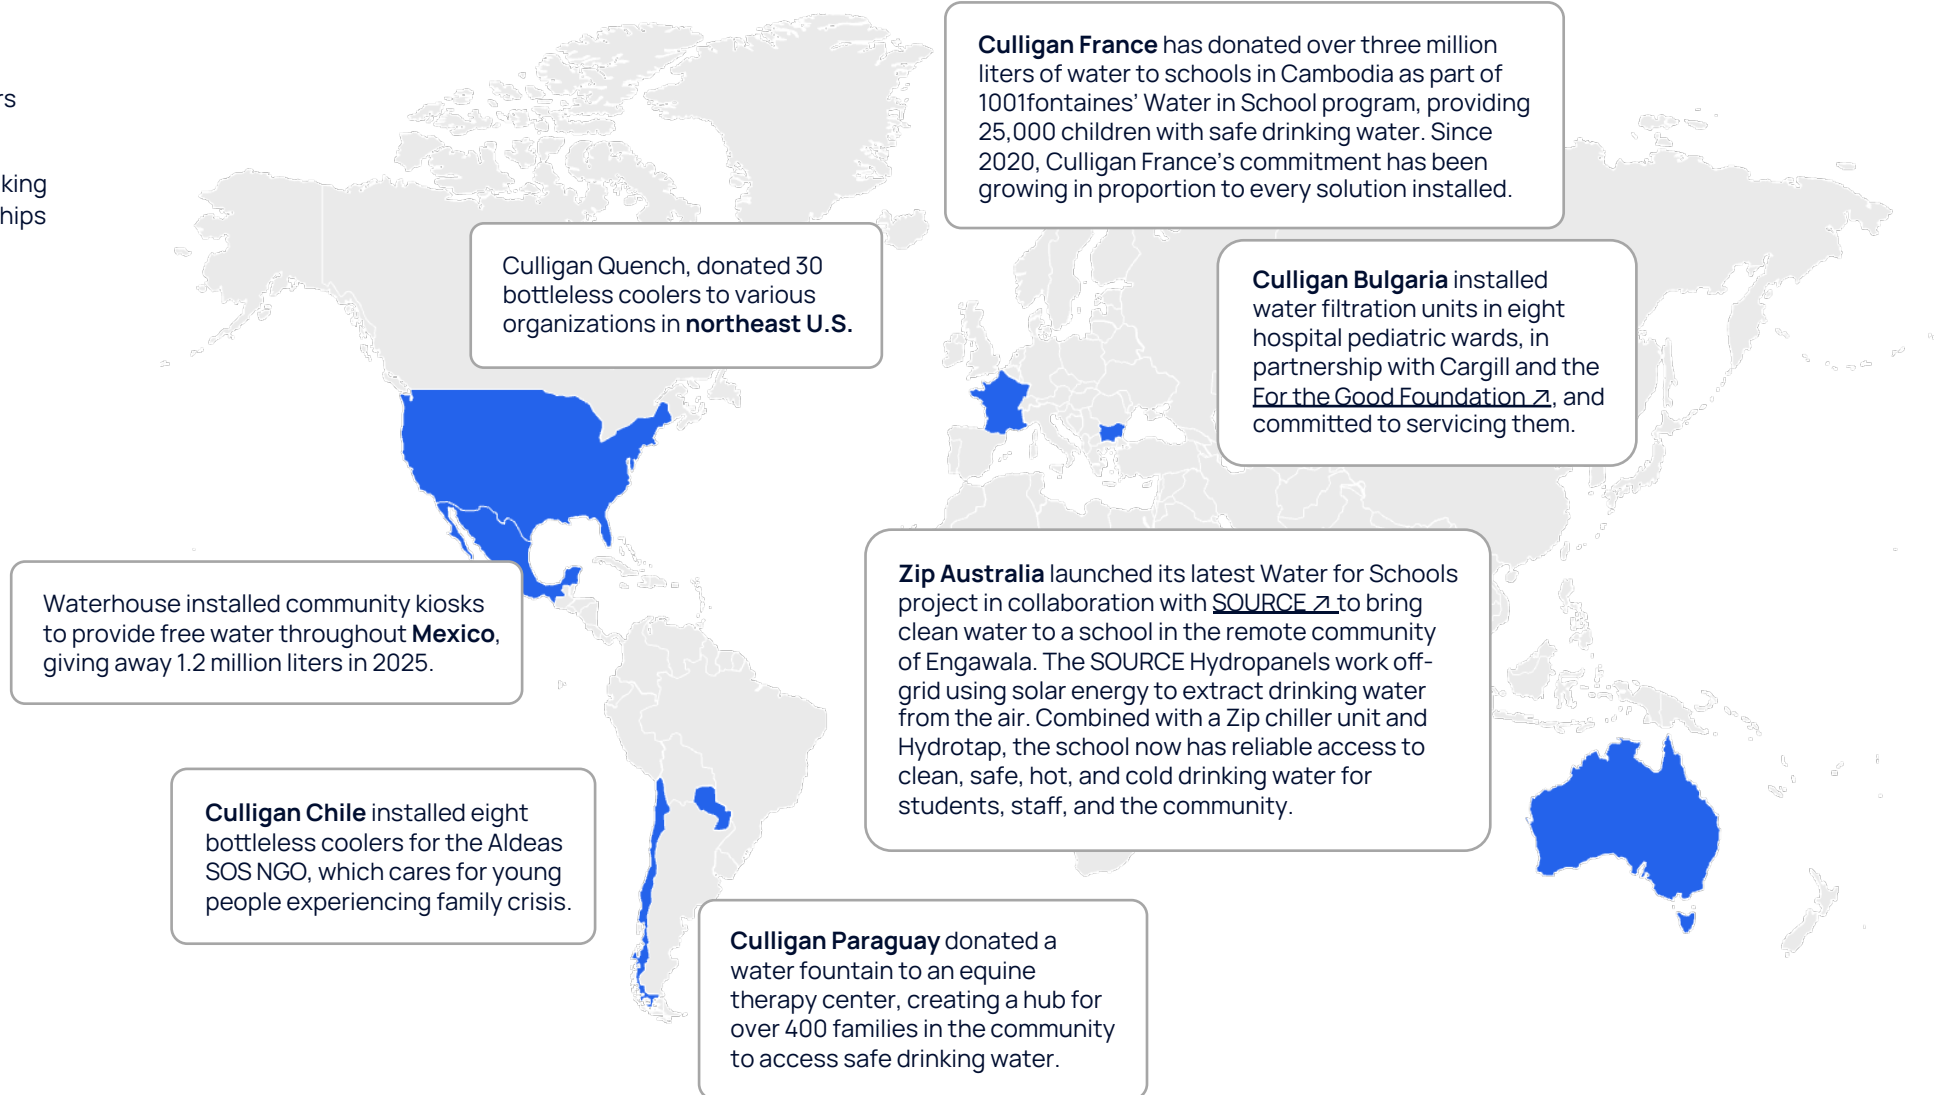 Culligan France has donated over three million
liters of water to schools in Cambodia as part of
1001fontaines' Water in School program, providing
25,000 children with safe drinking water. Since
2020, Culligan France's commitment has been
growing in proportion to every solution installed.
Culligan Quench, donated 30
bottleless coolers to various
organizations in northeast U.S.
Culligan Bulgaria installed
water filtration units in eight
hospital pediatric wards, in
partnership with Cargill and the
For the Good Foundation ↗, and
committed to servicing them.
Waterhouse installed community kiosks
to provide free water throughout Mexico,
giving away 1.2 million liters in 2025.
Zip Australia launched its latest Water for Schools
project in collaboration with SOURCE ↗ to bring
clean water to a school in the remote community
of Engawala. The SOURCE Hydropanels work off-
grid using solar energy to extract drinking water
from the air. Combined with a Zip chiller unit and
Hydrotap, the school now has reliable access to
clean, safe, hot, and cold drinking water for
students, staff, and the community.
Culligan Chile installed eight
bottleless coolers for the Aldeas
SOS NGO, which cares for young
people experiencing family crisis.
Culligan Paraguay donated a
water fountain to an equine
therapy center, creating a hub for
over 400 families in the community
to access safe drinking water.